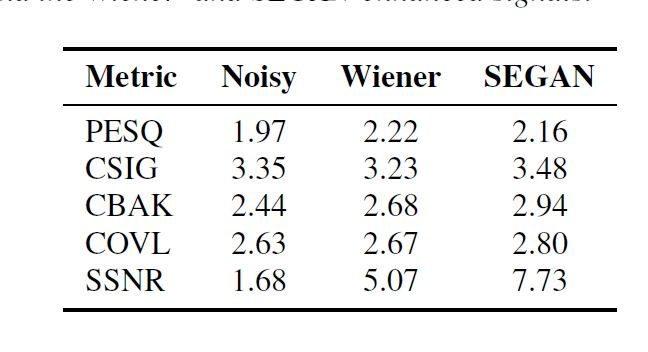 enhanced signals.
Metric Noisy Wiener SEGAN
PESQ 1.97 2.22 2.16
CSIG 3.35 3.23 3.48
CBAK 2.44 2.68 2.94
COVL 2.63 2.67 2.80
SSNR 1.68 5.07 7.73